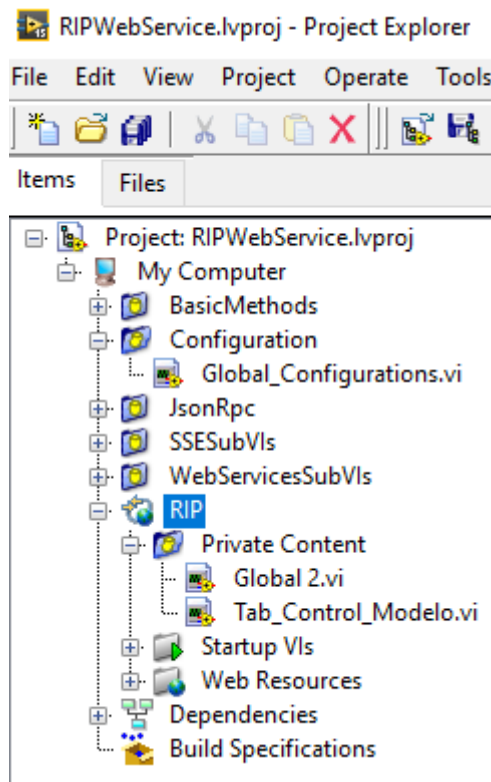 RIPWebService.lvproj - Project Explorer
File Edit View Project Operate Tools
Items Files
Project: RIPWebService.lvproj
My Computer
BasicMethods
Configuration
Global_Configurations.vi
JsonRpc
SSESubVIs
WebServicesSubVIs
RIP
Private Content
Global 2.vi
Tab_Control_Modelo.vi
Startup VIs
Web Resources
Dependencies
Build Specifications